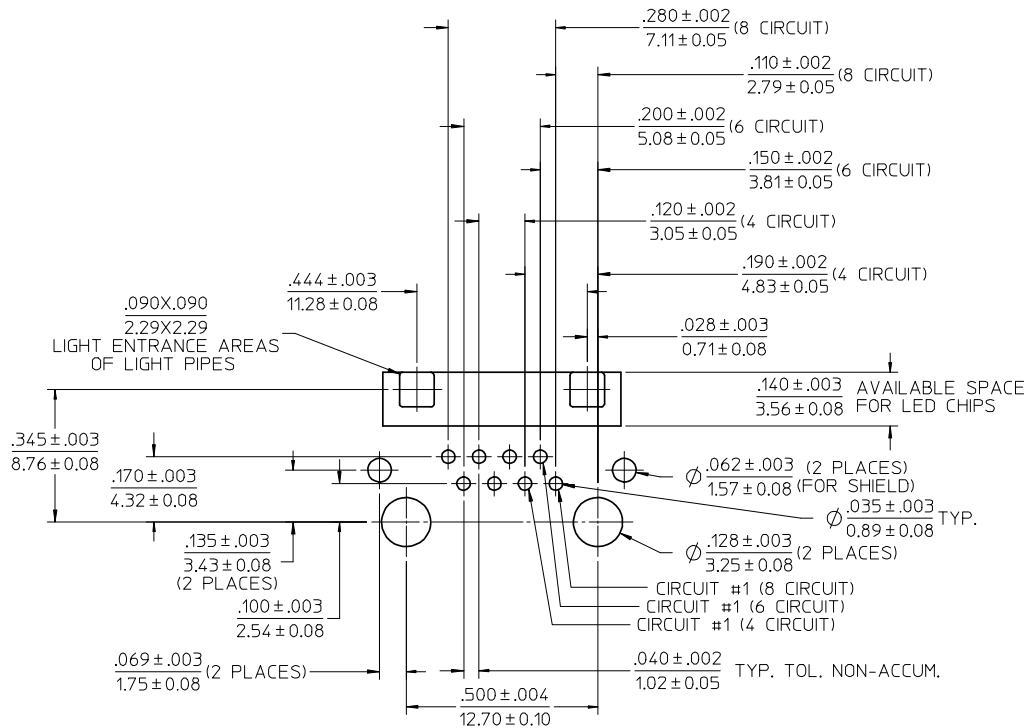 .280±.002 (8 CIRCUIT)
7.11±0.05
.110±.002 (8 CIRCUIT)
2.79±0.05
.200±.002 (6 CIRCUIT)
5.08±0.05
.150±.002 (6 CIRCUIT)
3.81±0.05
.120±.002 (4 CIRCUIT)
3.05±0.05
.190±.002 (4 CIRCUIT)
4.83±0.05
.444±.003
11.28±0.08
.090X.090
2.29X2.29
LIGHT ENTRANCE AREAS
OF LIGHT PIPES
.028±.003
0.71±0.08
.140±.003 AVAILABLE SPACE
3.56±0.08 FOR LED CHIPS
.345±.003
8.76±0.08
.170±.003
4.32±0.08
Ø .062±.003 (2 PLACES)
1.57±0.08 (FOR SHIELD)
Ø .035±.003 TYP.
0.89±0.08
.135±.003
3.43±0.08
(2 PLACES)
Ø .128±.003 (2 PLACES)
3.25±0.08
.100±.003
2.54±0.08
CIRCUIT #1 (8 CIRCUIT)
CIRCUIT #1 (6 CIRCUIT)
CIRCUIT #1 (4 CIRCUIT)
.069±.003 (2 PLACES)
1.75±0.08
.040±.002 TYP. TOL. NON-ACCUM.
1.02±0.05
.500±.004
12.70±0.10